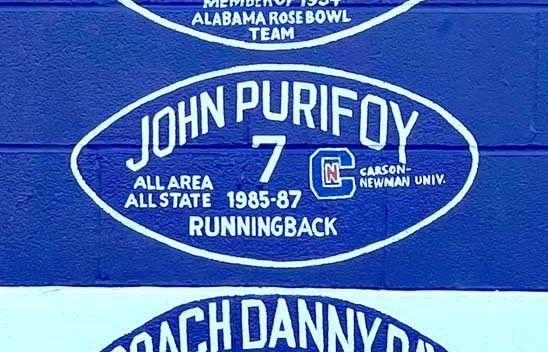 MEMBER OF 1934
ALABAMA ROSE BOWL
TEAM
JOHN PURIFOY
7
ALL AREA
ALL STATE 1985-87
CN
CARSON-
NEWMAN UNIV.
RUNNINGBACK
COACH DANNY